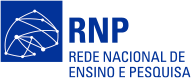 RNP
REDE NACIONAL DE
ENSINO E PESQUISA